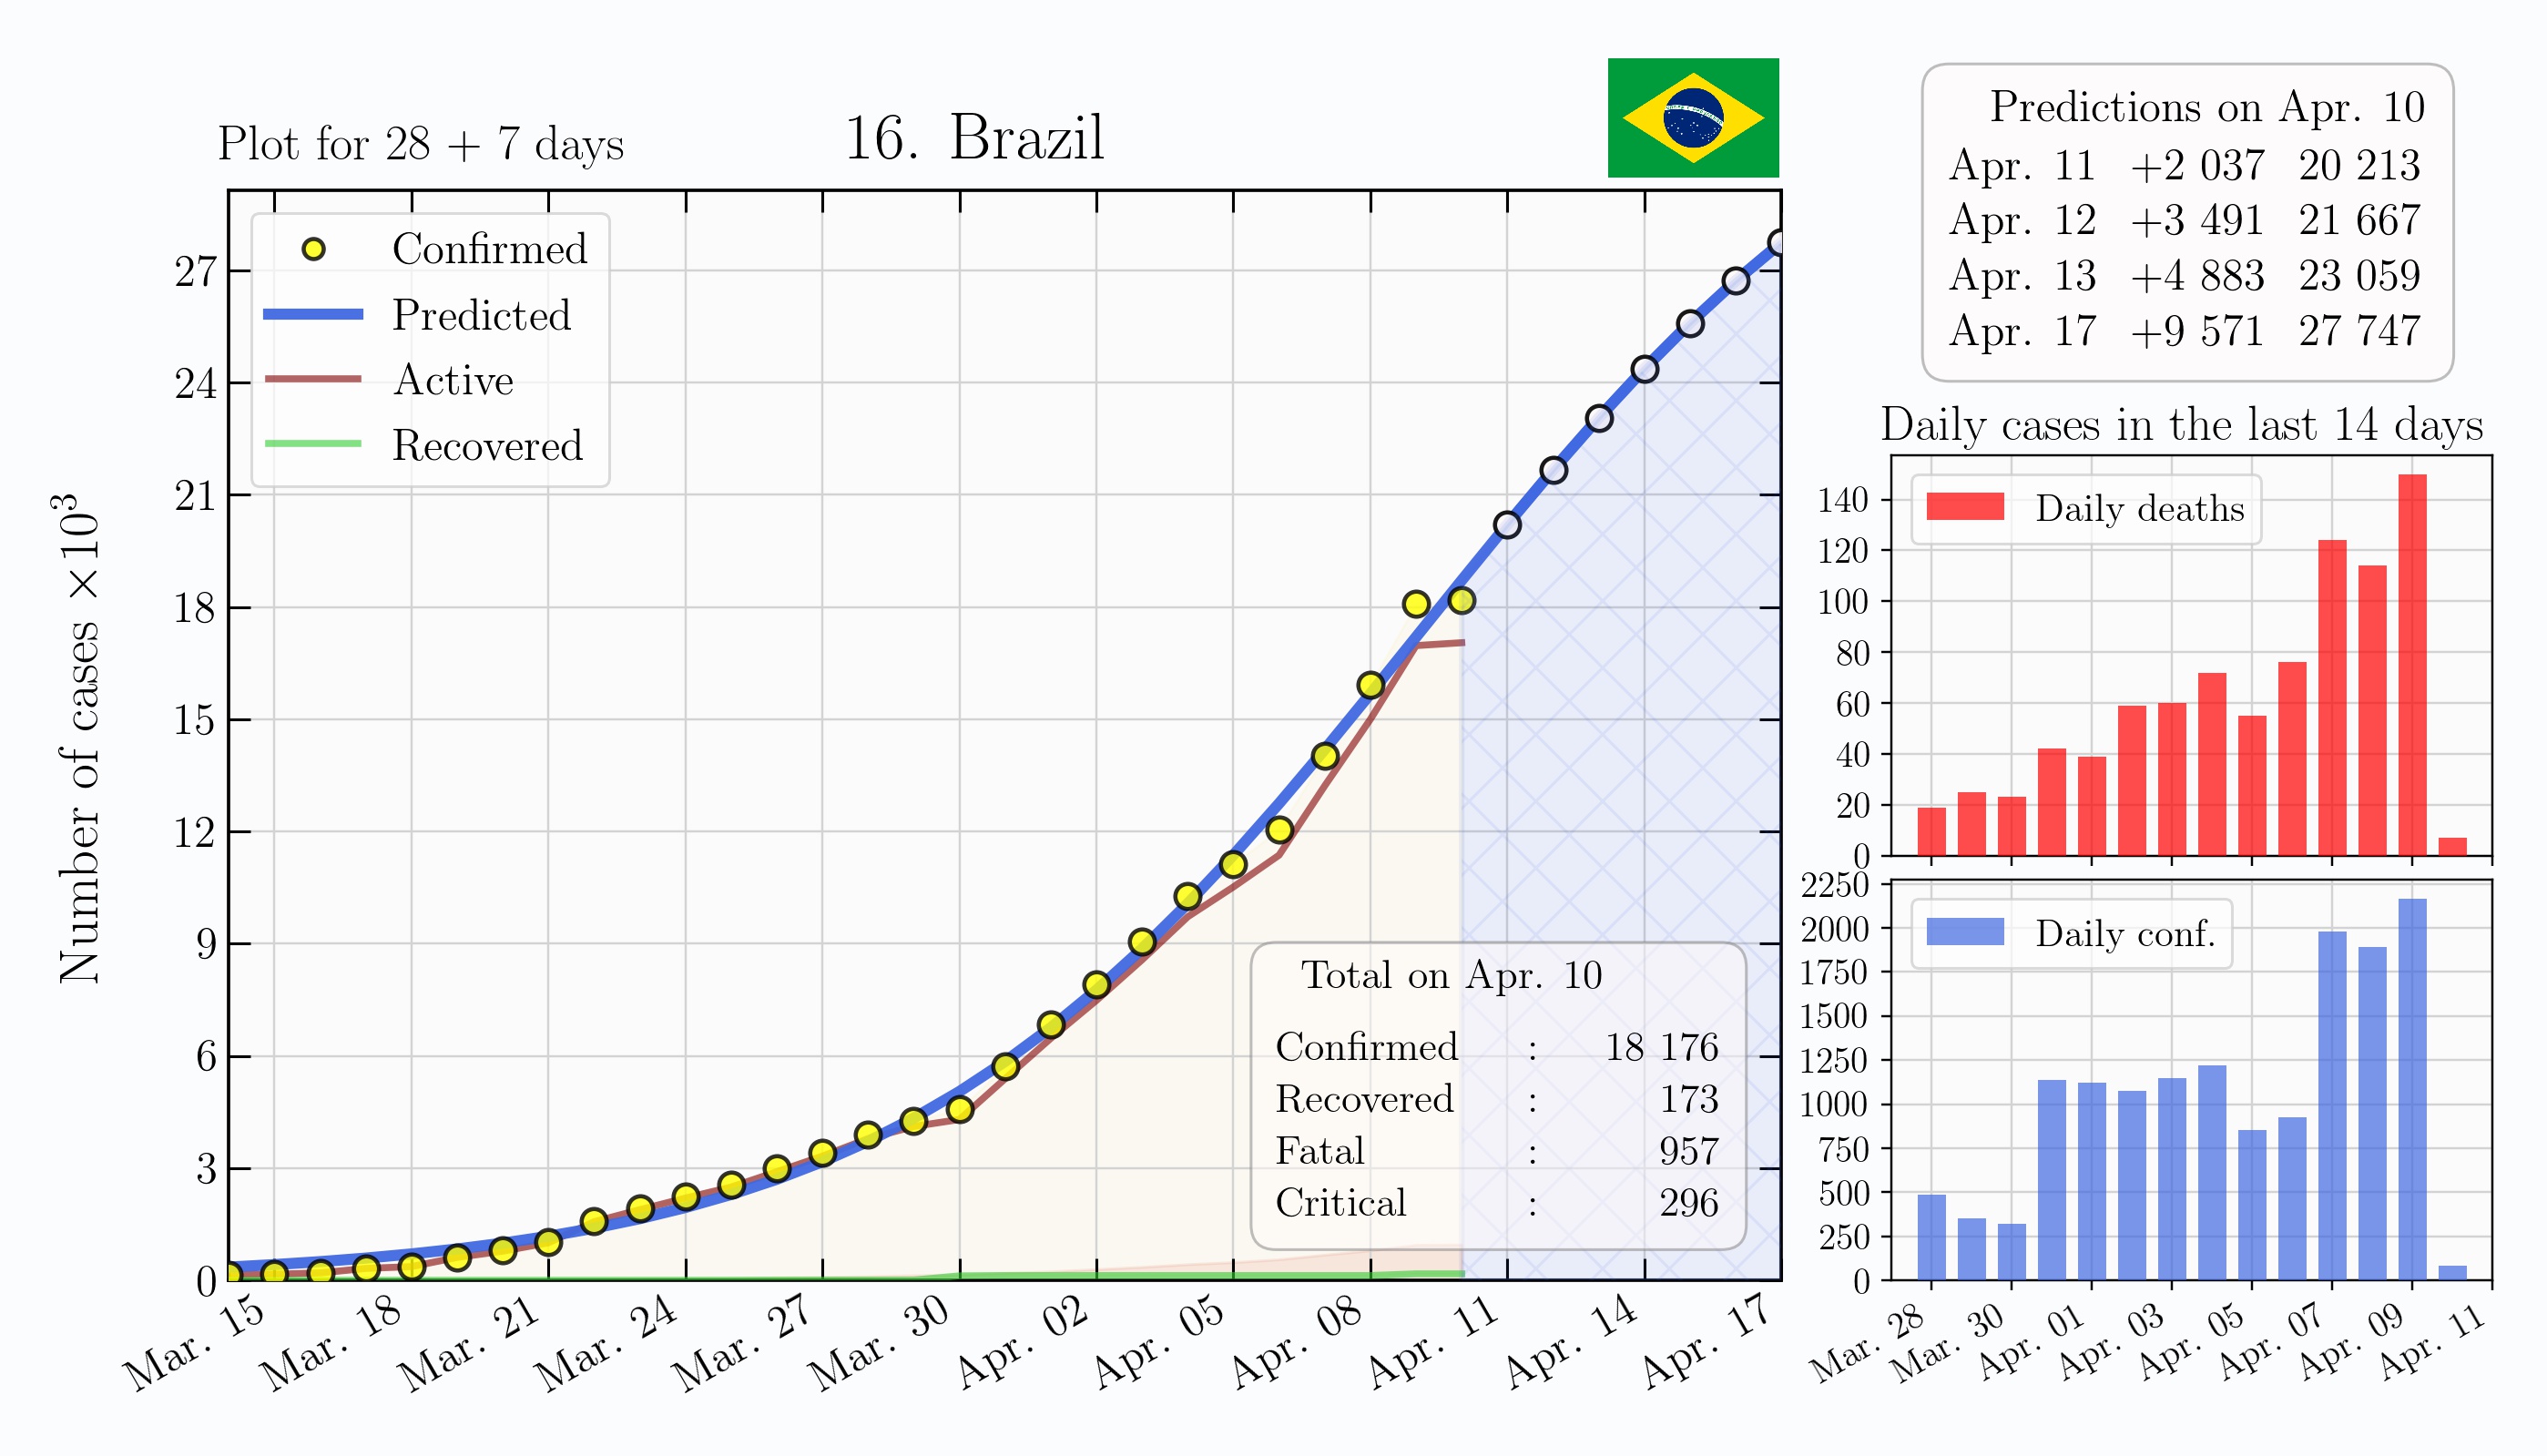 Plot for 28 + 7 days
16. Brazil
Confirmed
Predicted
Active
Recovered
Number of cases ×10³
27
24
21
18
15
12
9
6
3
0
Mar. 15
Mar. 18
Mar. 21
Mar. 24
Mar. 27
Mar. 30
Apr. 02
Apr. 05
Apr. 08
Apr. 11
Apr. 14
Apr. 17
Total on Apr. 10
Confirmed : 18 176
Recovered : 173
Fatal : 957
Critical : 296
Predictions on Apr. 10
Apr. 11 +2 037 20 213
Apr. 12 +3 491 21 667
Apr. 13 +4 883 23 059
Apr. 17 +9 571 27 747
Daily cases in the last 14 days
Daily deaths
140
120
100
80
60
40
20
0
Daily conf.
2250
2000
1750
1500
1250
1000
750
500
250
0
Mar. 28
Mar. 30
Apr. 01
Apr. 03
Apr. 05
Apr. 07
Apr. 09
Apr. 11